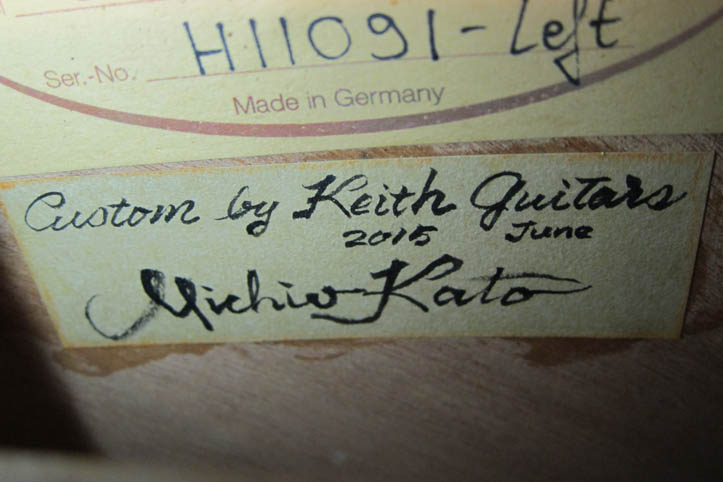 Ser.-No. H11091-Left
Made in Germany
Custom by Keith Guitars
2015 June
Michio Kato